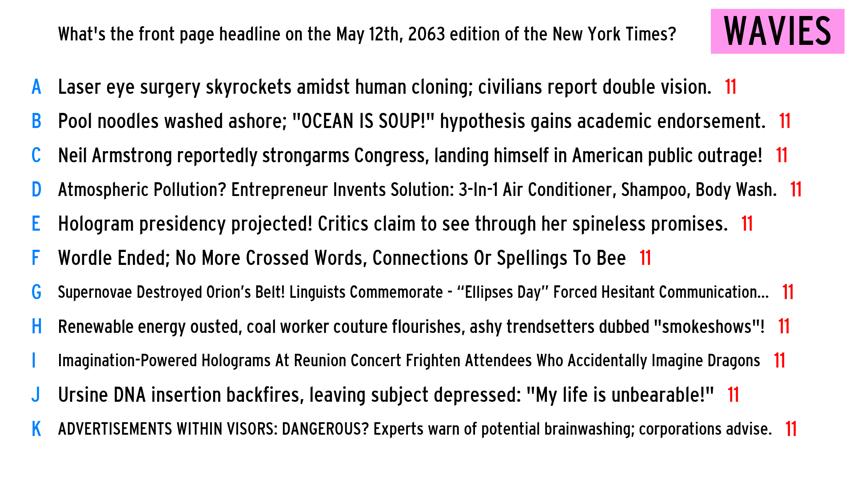 What's the front page headline on the May 12th, 2063 edition of the New York Times?
WAVIES
A Laser eye surgery skyrockets amidst human cloning; civilians report double vision. 11
B Pool noodles washed ashore; "OCEAN IS SOUP!" hypothesis gains academic endorsement. 11
C Neil Armstrong reportedly strongarms Congress, landing himself in American public outrage! 11
D Atmospheric Pollution? Entrepreneur Invents Solution: 3-In-1 Air Conditioner, Shampoo, Body Wash. 11
E Hologram presidency projected! Critics claim to see through her spineless promises. 11
F Wordle Ended; No More Crossed Words, Connections Or Spellings To Bee 11
G Supernovae Destroyed Orion’s Belt! Linguists Commemorate - “Ellipses Day” Forced Hesitant Communication... 11
H Renewable energy ousted, coal worker couture flourishes, ashy trendsetters dubbed "smokeshows"! 11
I Imagination-Powered Holograms At Reunion Concert Frighten Attendees Who Accidentally Imagine Dragons 11
J Ursine DNA insertion backfires, leaving subject depressed: "My life is unbearable!" 11
K ADVERTISEMENTS WITHIN VISORS: DANGEROUS? Experts warn of potential brainwashing; corporations advise. 11